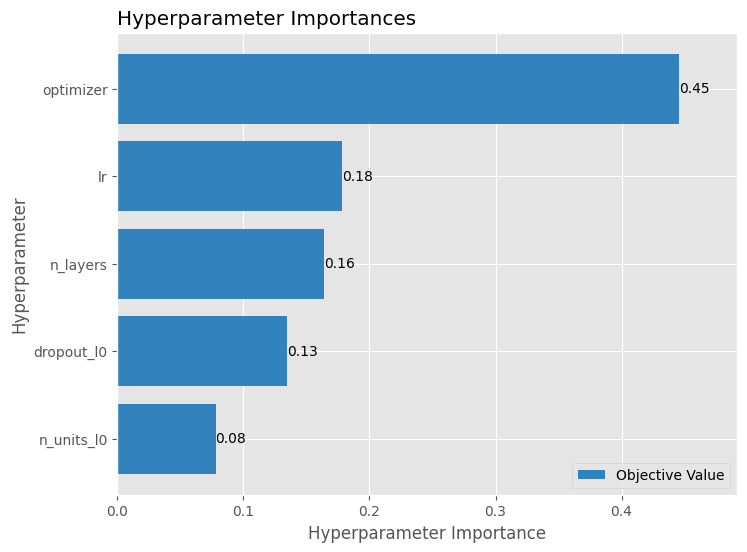 Hyperparameter Importances
optimizer
0.45
lr
0.18
n_layers
0.16
dropout_l0
0.13
n_units_l0
0.08
Hyperparameter
Objective Value
0.0 0.1 0.2 0.3 0.4
Hyperparameter Importance